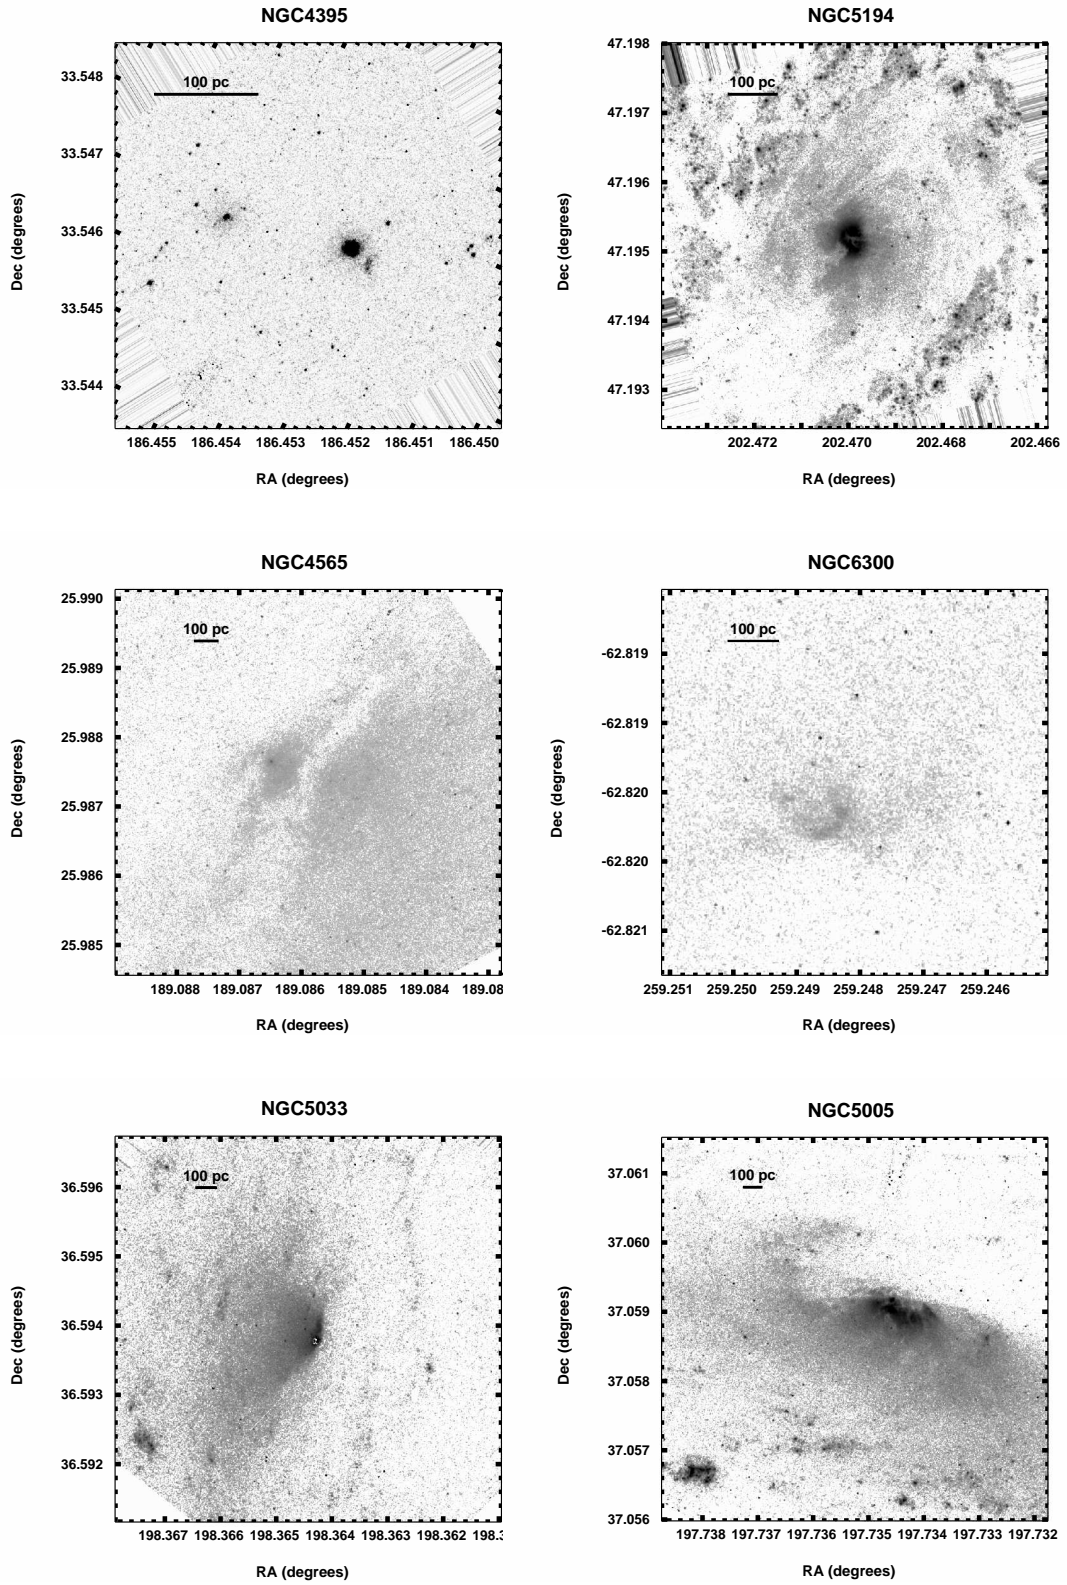 NGC4395
33.548
33.547
33.546
33.545
33.544
Dec (degrees)
100 pc
186.455 186.454 186.453 186.452 186.451 186.450
RA (degrees)
NGC5194
47.198
47.197
47.196
47.195
47.194
47.193
Dec (degrees)
100 pc
202.472 202.470 202.468 202.466
RA (degrees)
NGC4565
25.990
25.989
25.988
25.987
25.986
25.985
Dec (degrees)
100 pc
189.088 189.087 189.086 189.085 189.084 189.08
RA (degrees)
NGC6300
-62.819
-62.819
-62.820
-62.820
-62.821
Dec (degrees)
100 pc
259.251 259.250 259.249 259.248 259.247 259.246
RA (degrees)
NGC5033
36.596
36.595
36.594
36.593
36.592
Dec (degrees)
100 pc
198.367 198.366 198.365 198.364 198.363 198.362
RA (degrees)
NGC5005
37.061
37.060
37.059
37.058
37.057
37.056
Dec (degrees)
100 pc
197.738 197.737 197.736 197.735 197.734 197.733 197.732
RA (degrees)